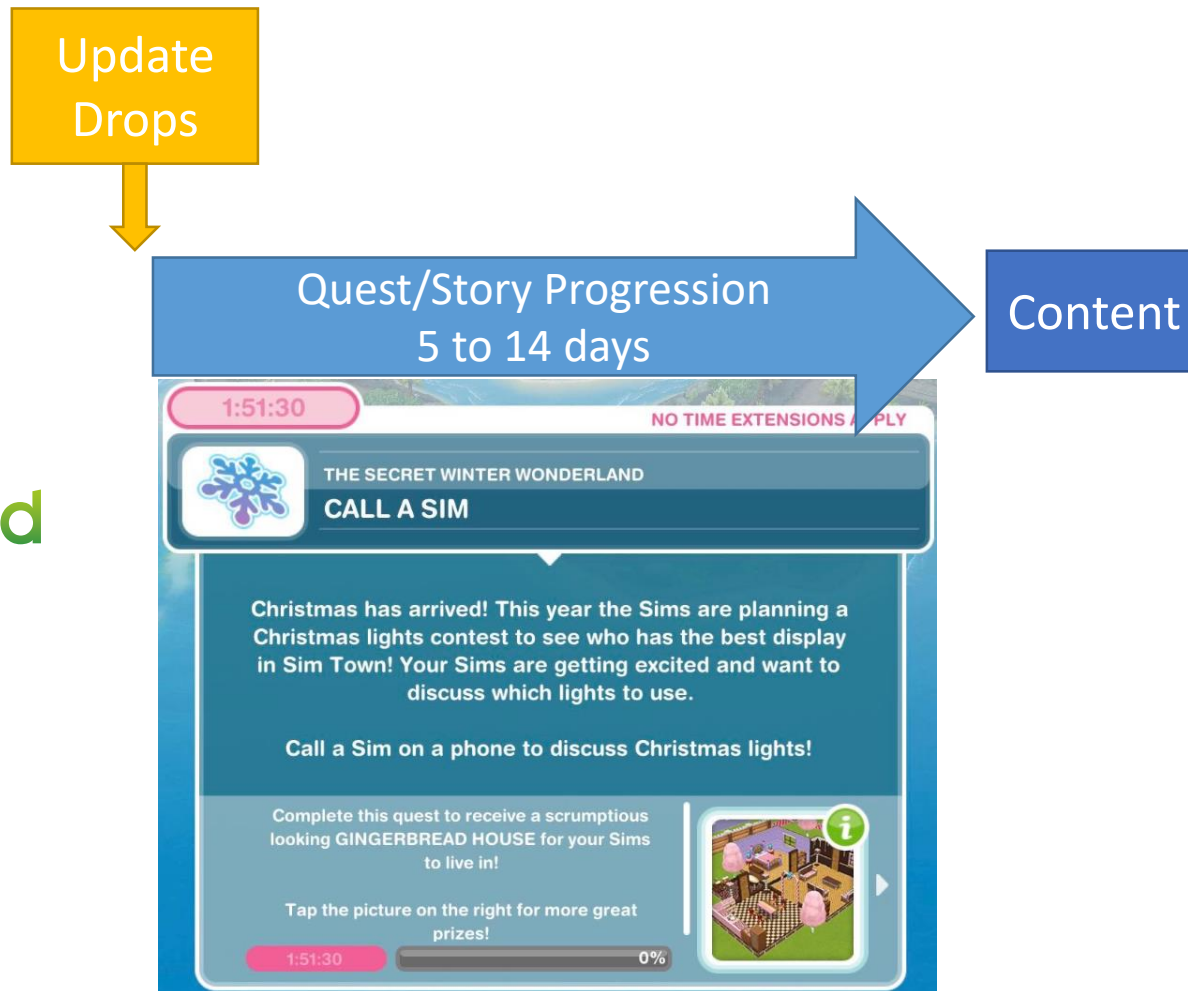 Update
Drops
Quest/Story Progression
5 to 14 days
Content
d
1:51:30
NO TIME EXTENSIONS APPLY
THE SECRET WINTER WONDERLAND
CALL A SIM
Christmas has arrived! This year the Sims are planning a
Christmas lights contest to see who has the best display
in Sim Town! Your Sims are getting excited and want to
discuss which lights to use.
Call a Sim on a phone to discuss Christmas lights!
Complete this quest to receive a scrumptious
looking GINGERBREAD HOUSE for your Sims
to live in!
Tap the picture on the right for more great
prizes!
1:51:30
0%
i